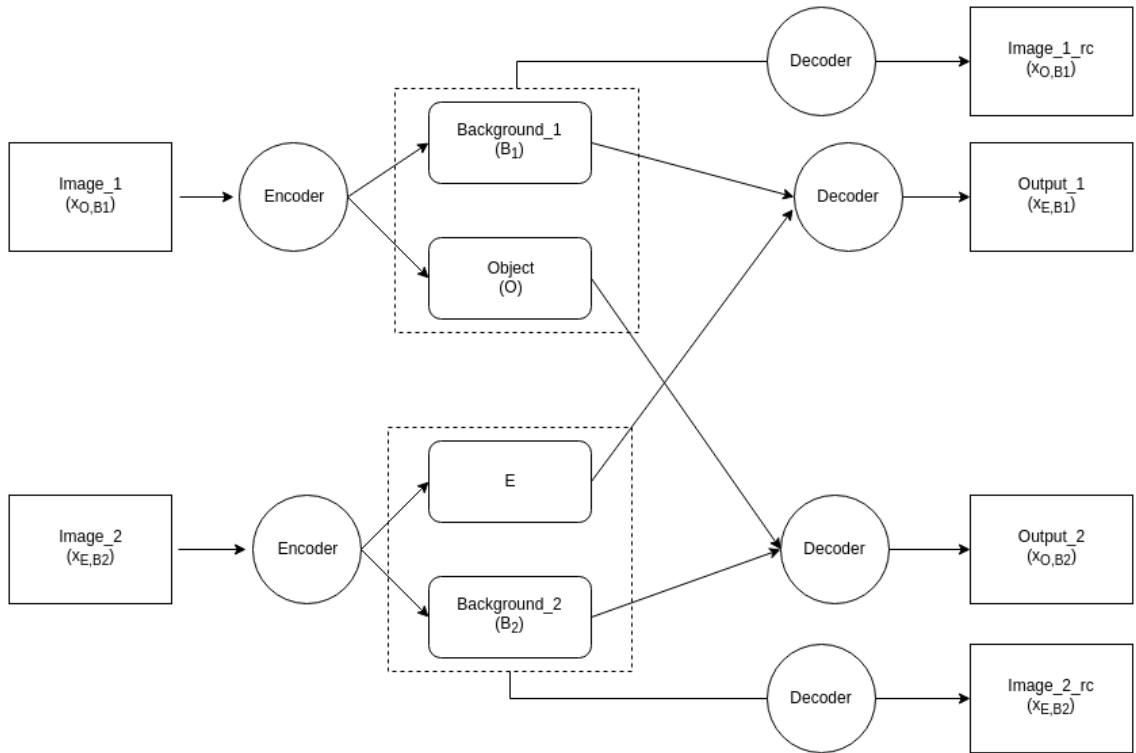 Decoder
Image_1_rc
(x_O,B1)
Background_1
(B_1)
Image_1
(x_O,B1)
Encoder
Decoder
Output_1
(x_E,B1)
Object
(O)
E
Image_2
(x_E,B2)
Encoder
Decoder
Output_2
(x_O,B2)
Background_2
(B_2)
Decoder
Image_2_rc
(x_E,B2)